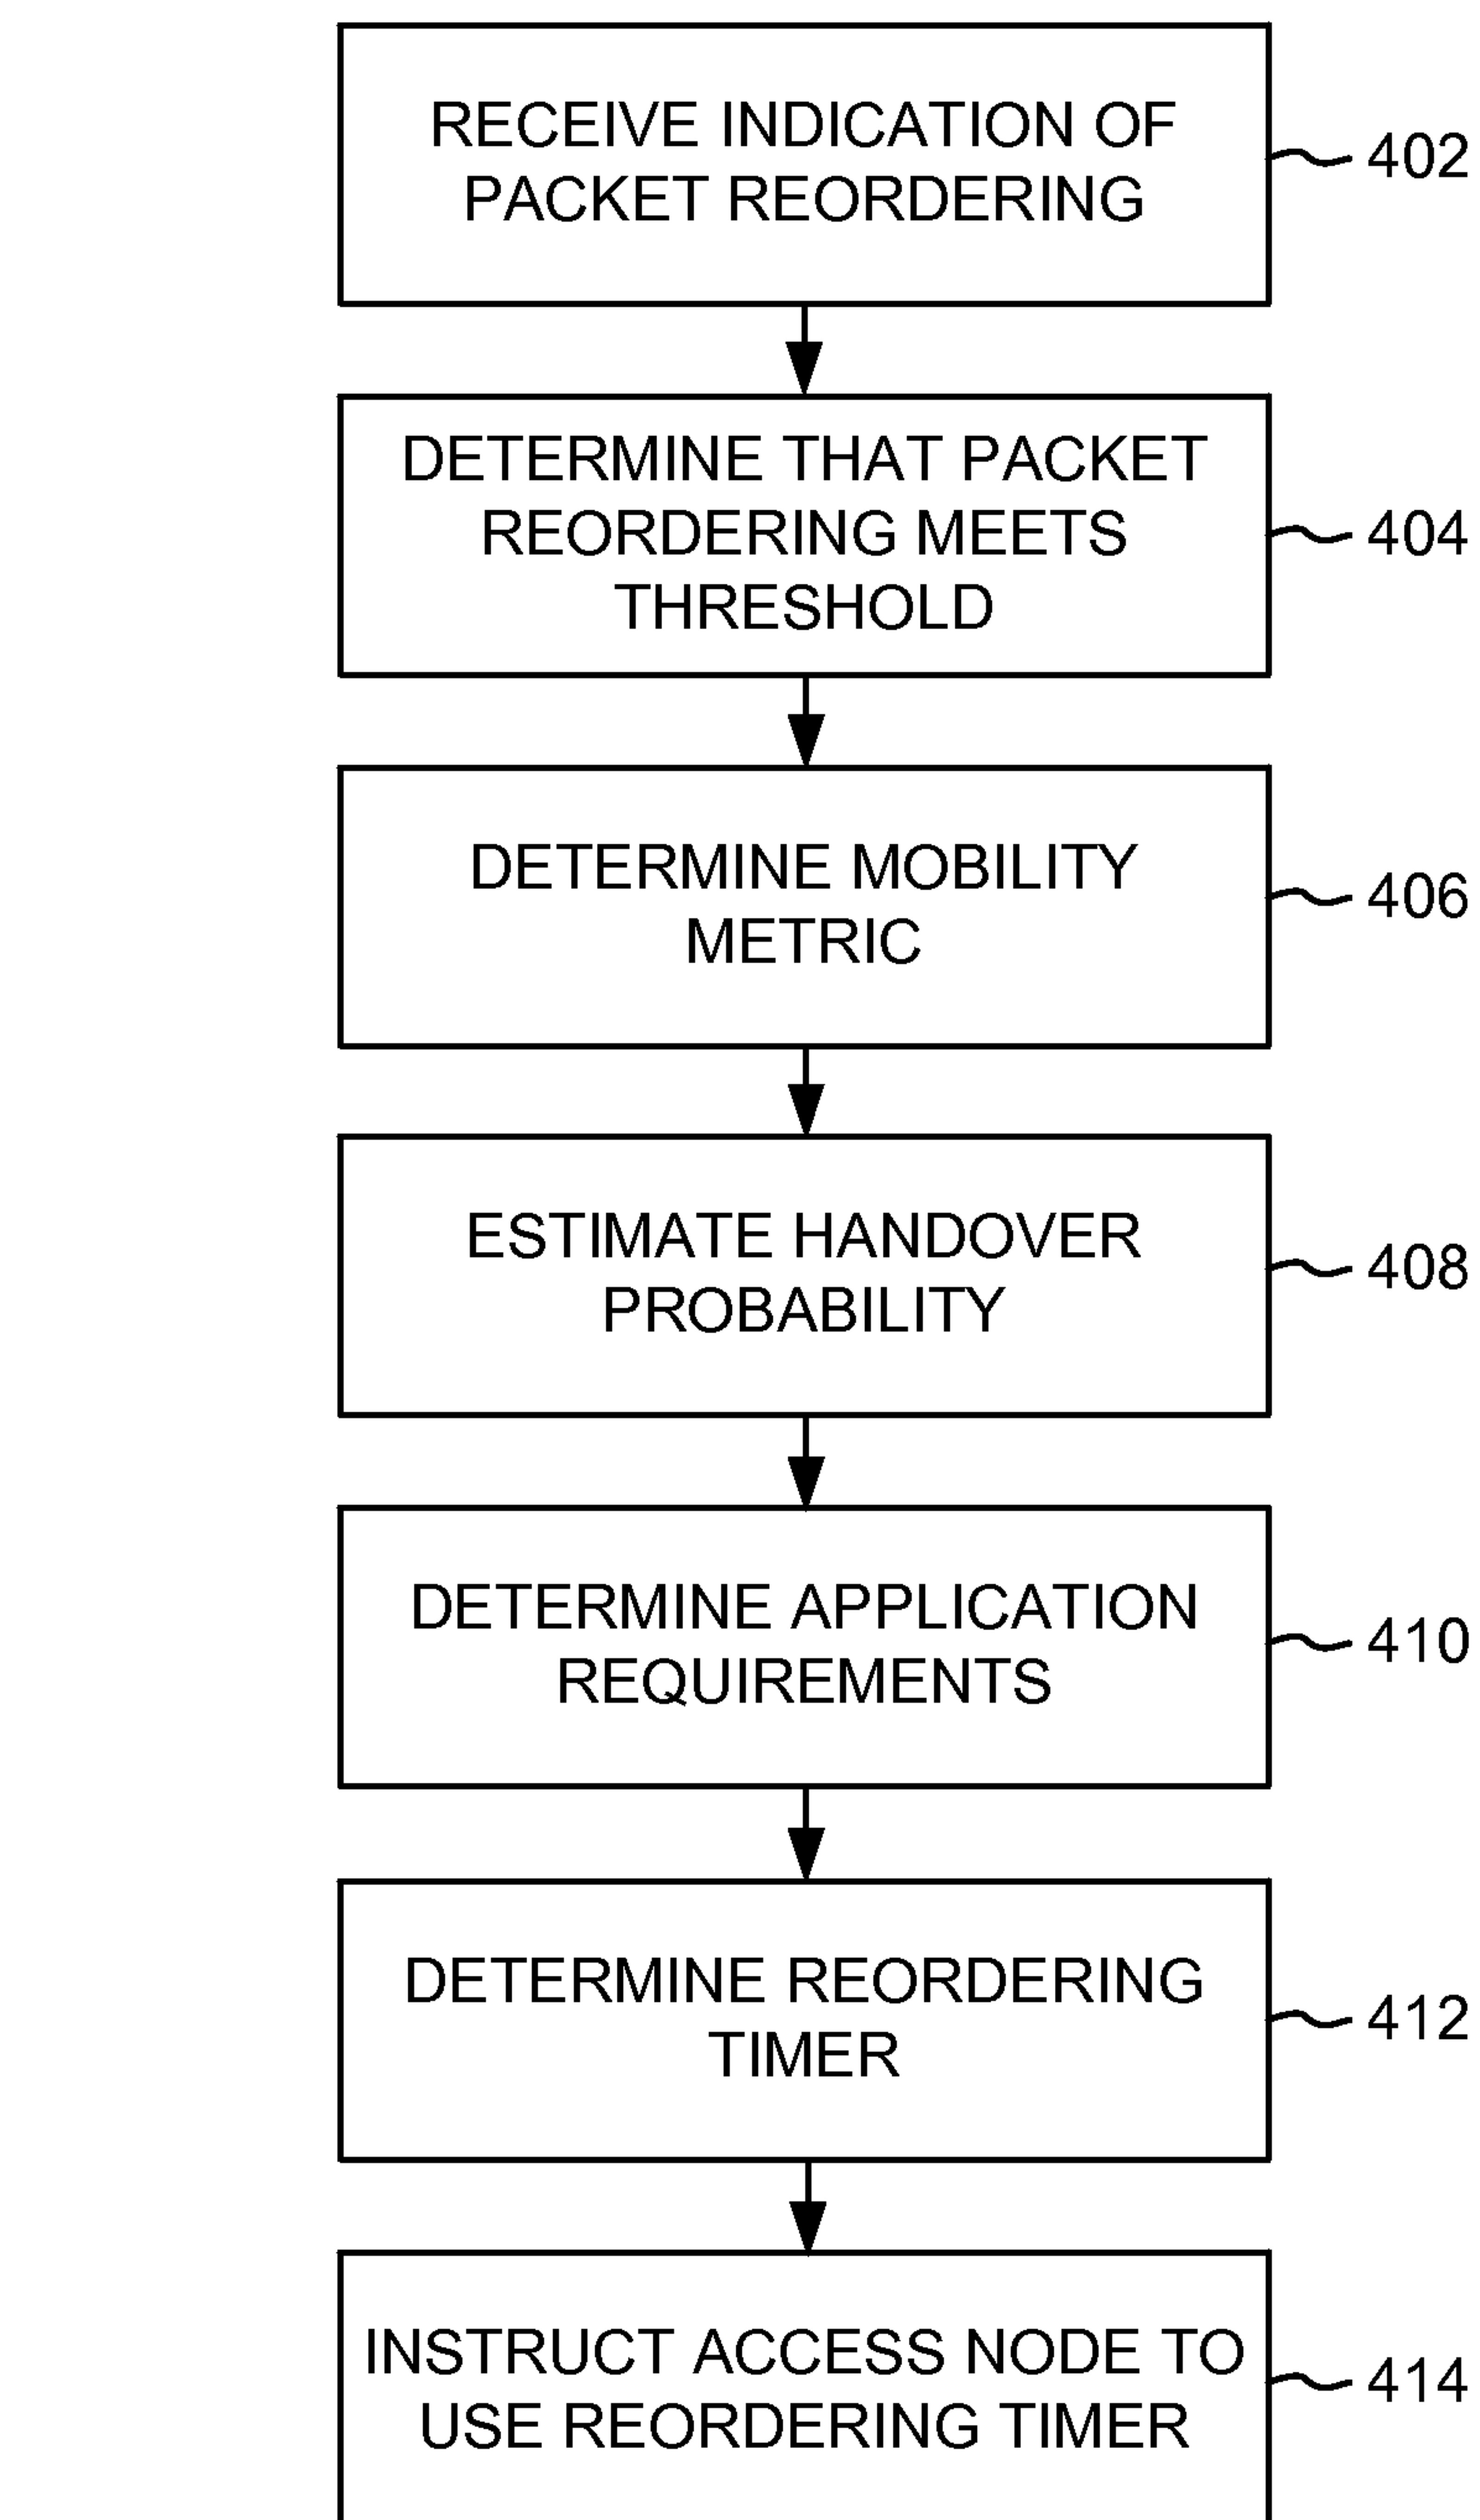 RECEIVE INDICATION OF
PACKET REORDERING
402
DETERMINE THAT PACKET
REORDERING MEETS
THRESHOLD
404
DETERMINE MOBILITY
METRIC
406
ESTIMATE HANDOVER
PROBABILITY
408
DETERMINE APPLICATION
REQUIREMENTS
410
DETERMINE REORDERING
TIMER
412
INSTRUCT ACCESS NODE TO
USE REORDERING TIMER
414